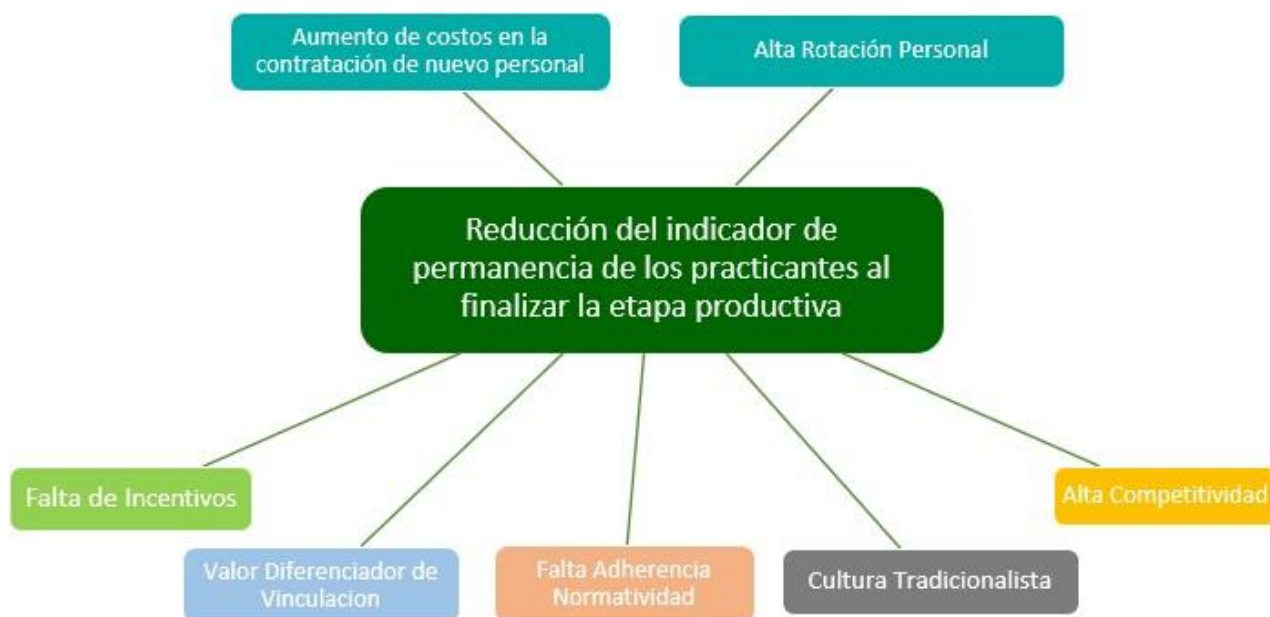 Aumento de costos en la
contratación de nuevo personal
Alta Rotación Personal
Reducción del indicador de
permanencia de los practicantes al
finalizar la etapa productiva
Falta de Incentivos
Alta Competitividad
Valor Diferenciador de
Vinculacion
Falta Adherencia
Normatividad
Cultura Tradicionalista